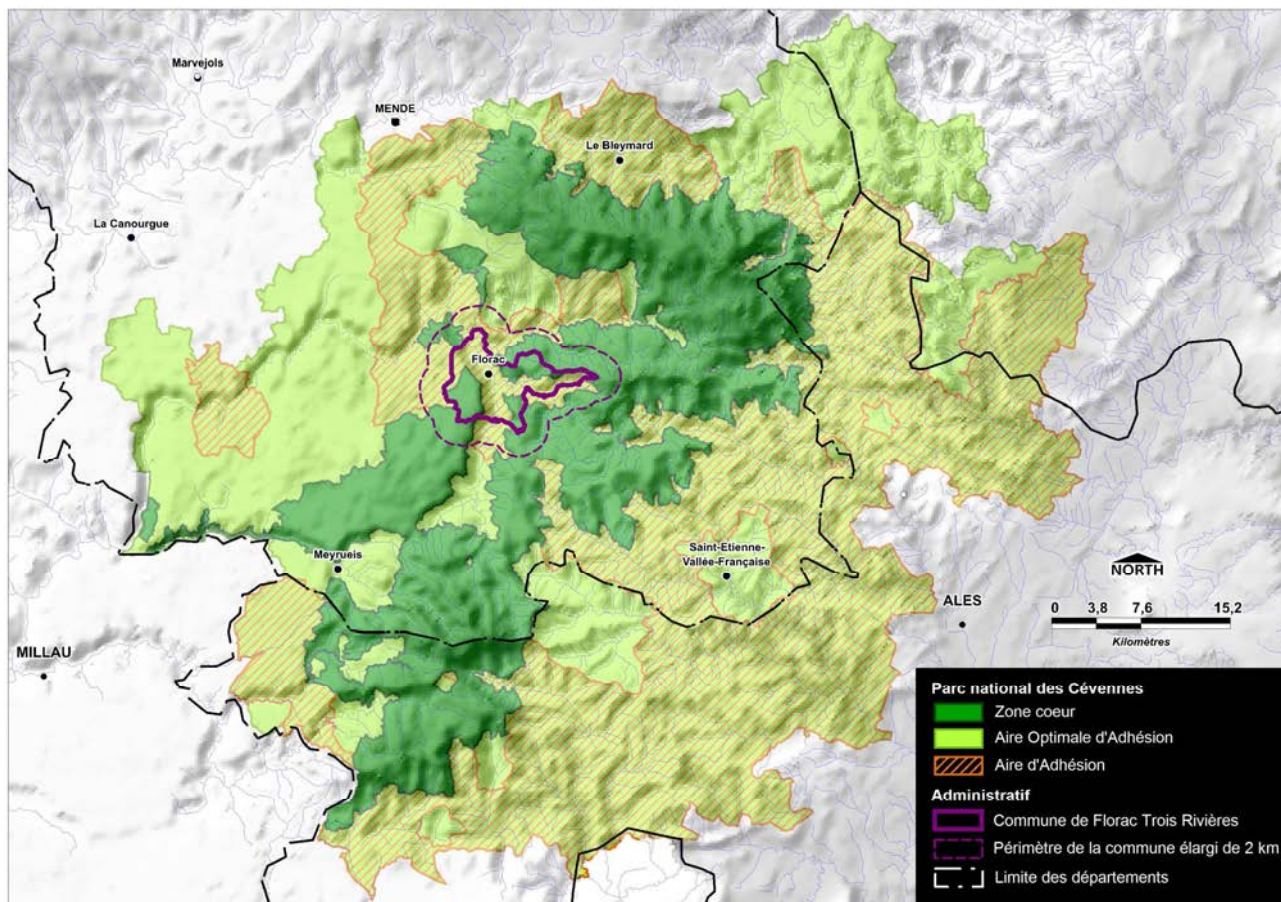 Marvejols
MENDE
Le Bleymard
La Canourgue
Florac
Meyrueis
Saint-Etienne-
Vallée-Française
ALES
MILLAU
NORTH
0 3,8 7,6 15,2
Kilomètres
Parc national des Cévennes
Zone coeur
Aire Optimale d'Adhésion
Aire d'Adhésion
Administratif
Commune de Florac Trois Rivières
Périmètre de la commune élargi de 2 km
Limite des départements